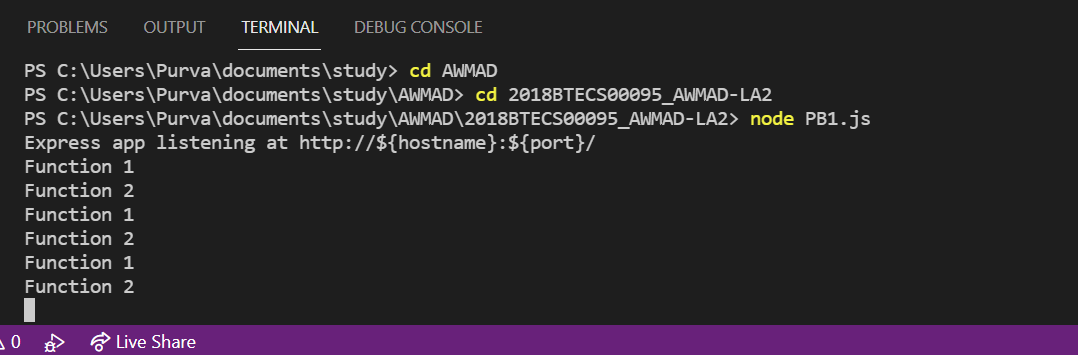 PROBLEMS OUTPUT TERMINAL DEBUG CONSOLE
PS C:\Users\Purva\documents\study> cd AWMAD
PS C:\Users\Purva\documents\study\AWMAD> cd 2018BTECS00095_AWMAD-LA2
PS C:\Users\Purva\documents\study\AWMAD\2018BTECS00095_AWMAD-LA2> node PB1.js
Express app listening at http://${hostname}:${port}/
Function 1
Function 2
Function 1
Function 2
Function 1
Function 2
0 Live Share